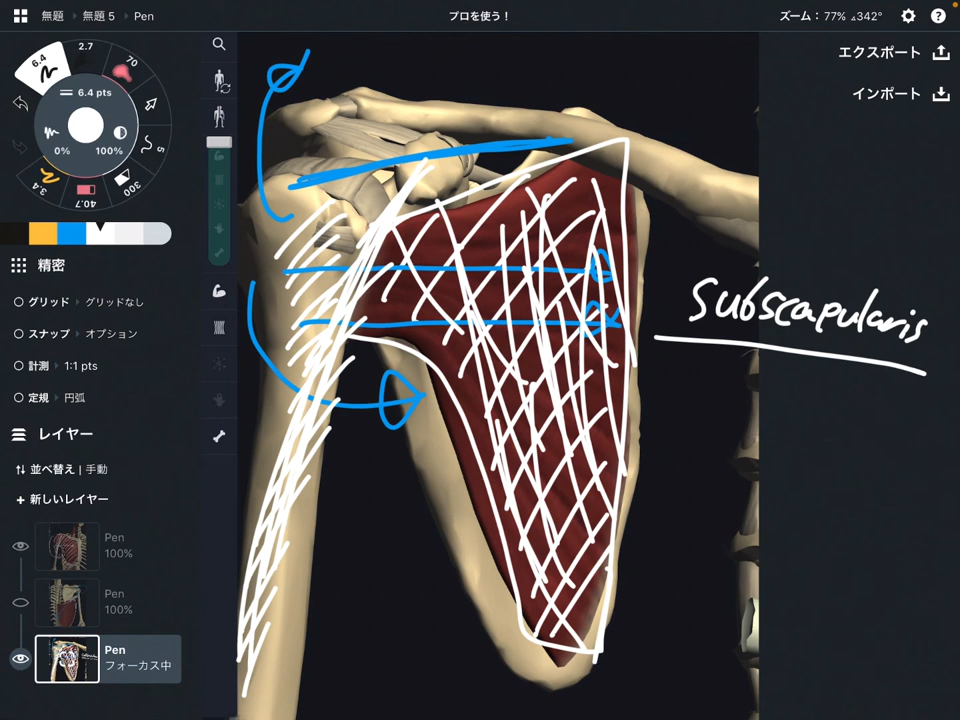 無題 › 無題 5 › Pen
プロを使う！
ズーム：77% ⊿342°
エクスポート
インポート
6.4
2.7
70
5
300
40.7
3.4
6.4 pts
0%
100%
精密
グリッド › グリッドなし
スナップ › オプション
計測 › 1:1 pts
定規 › 円弧
レイヤー
並べ替え | 手動
+ 新しいレイヤー
Pen
100%
Pen
100%
Pen
フォーカス中
Subscapularis